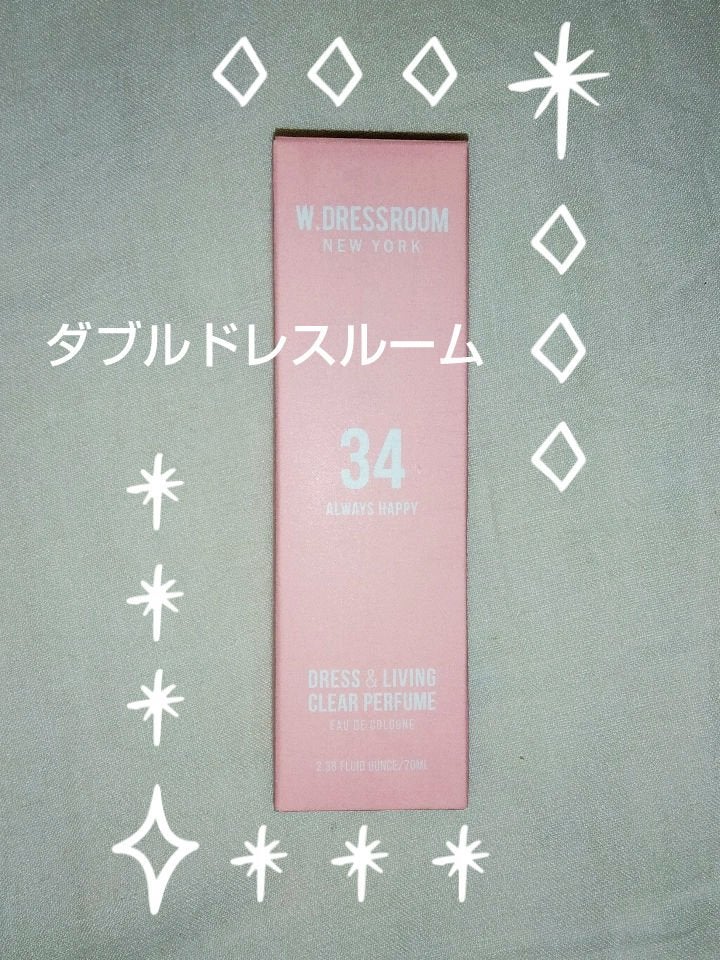 W.DRESSROOM
NEW YORK
ダブルドレスルーム
34
ALWAYS HAPPY
DRESS & LIVING
CLEAR PERFUME
EAU DE COLOGNE
2.38 FLUID OUNCE/70ML